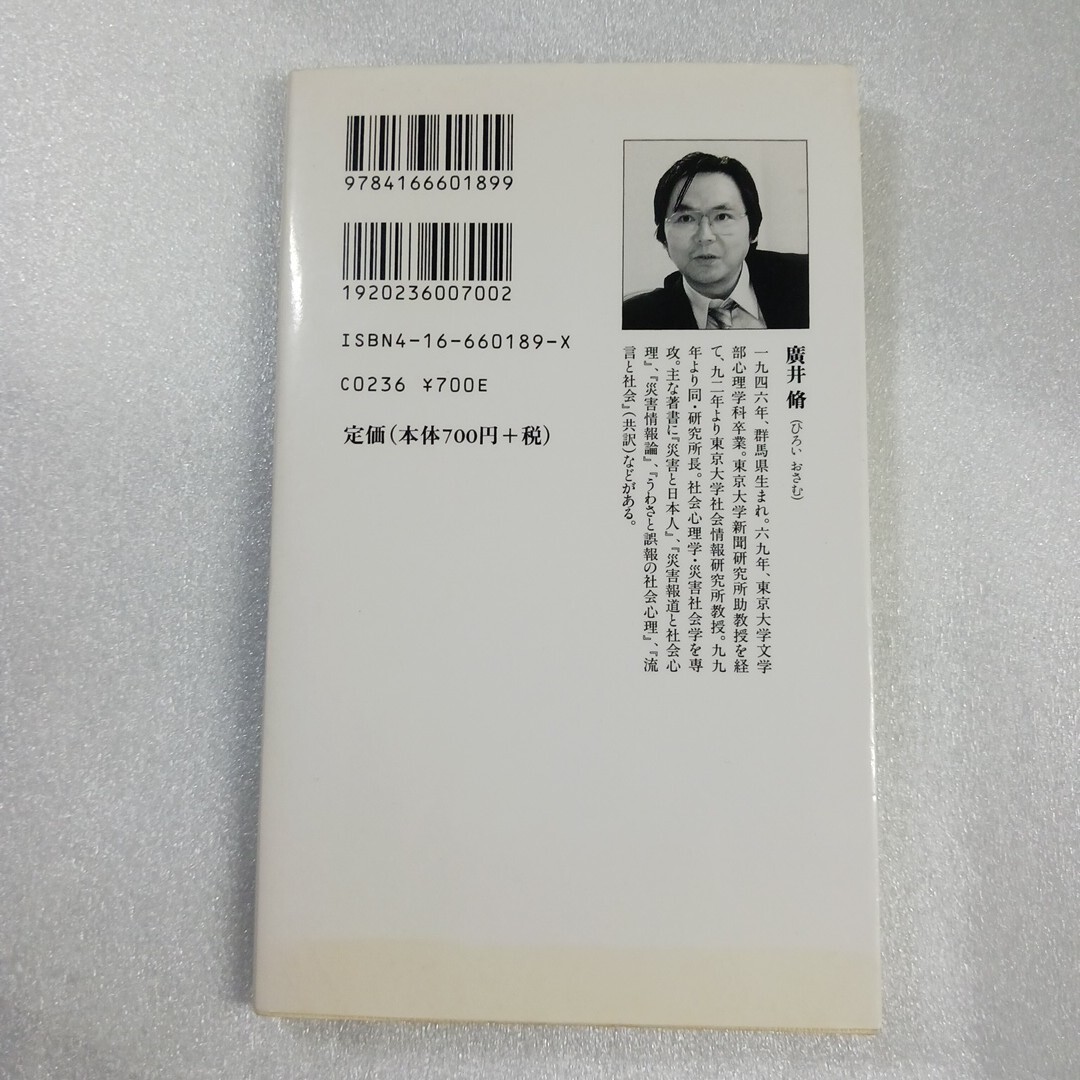 9784166601899
1920236007002
ISBN4-16-660189-X
C0236 ¥700E
定価(本体700円+税)
廣井 脩(ひろい おさむ)
一九四六年、群馬県生まれ。六九年、東京大学文学
部心理学科卒業。東京大学新聞研究所助教授を経
て、九二年より東京大学社会情報研究所教授。九九
年より同・研究所長。社会心理学・災害社会学を専
攻。主な著書に『災害と日本人』、『災害報道と社会心
理』、『災害情報論』、『うわさと誤報の社会心理』、『流
言と社会』(共訳)などがある。